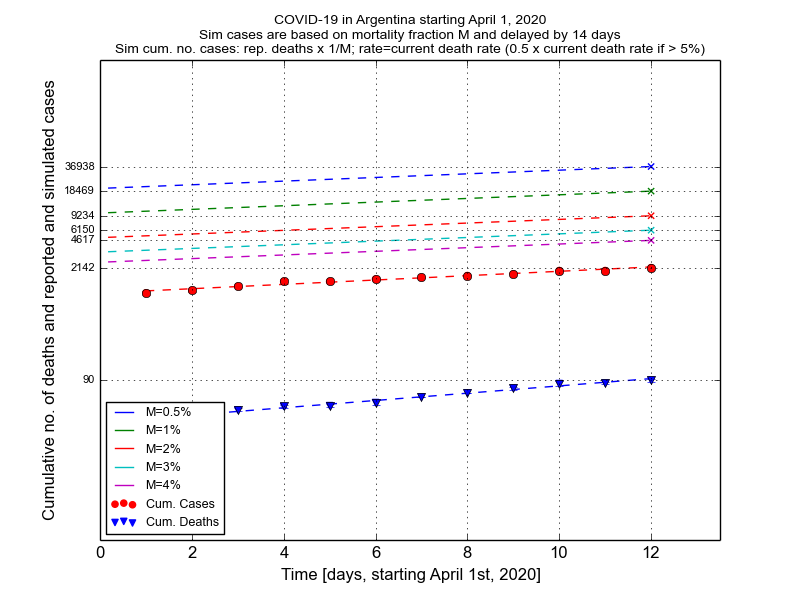 COVID-19 in Argentina starting April 1, 2020
Sim cases are based on mortality fraction M and delayed by 14 days
Sim cum. no. cases: rep. deaths x 1/M; rate=current death rate (0.5 x current death rate if > 5%)
Cumulative no. of deaths and reported and simulated cases
36938
18469
9234
6150
4617
2142
90
M=0.5%
M=1%
M=2%
M=3%
M=4%
Cum. Cases
Cum. Deaths
0 2 4 6 8 10 12
Time [days, starting April 1st, 2020]